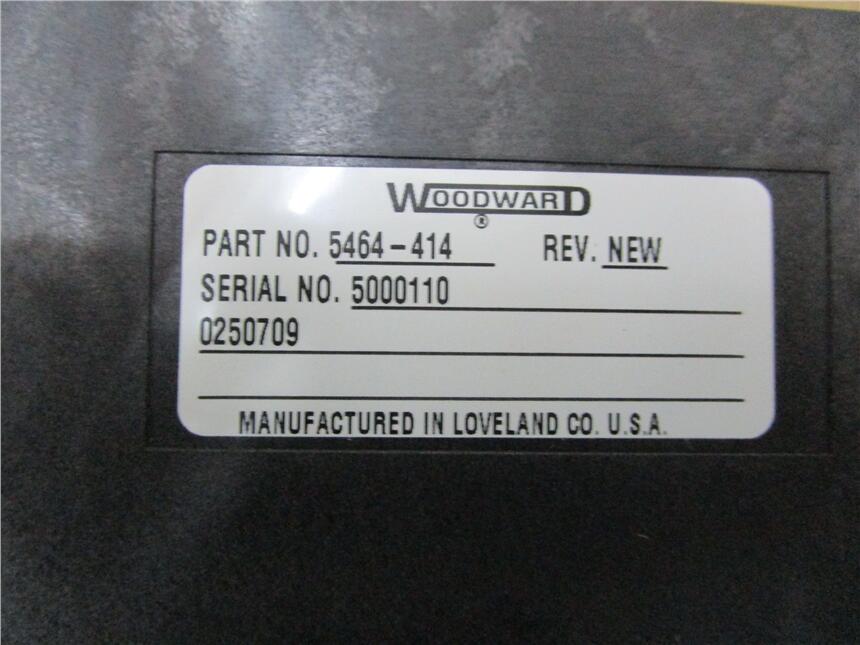 WOODWARD
®
PART NO. 5464-414 REV. NEW
SERIAL NO. 5000110
0250709
MANUFACTURED IN LOVELAND CO. U.S.A.